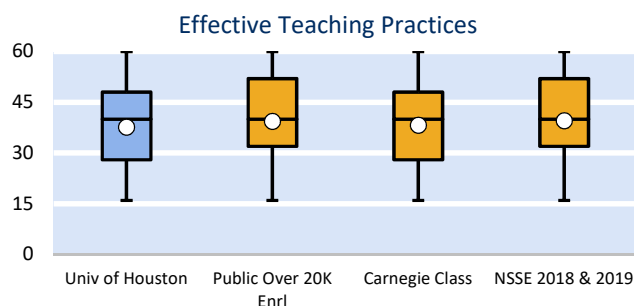 Effective Teaching Practices
60
45
30
15
0
Univ of Houston
Public Over 20K
Enrl
Carnegie Class
NSSE 2018 & 2019